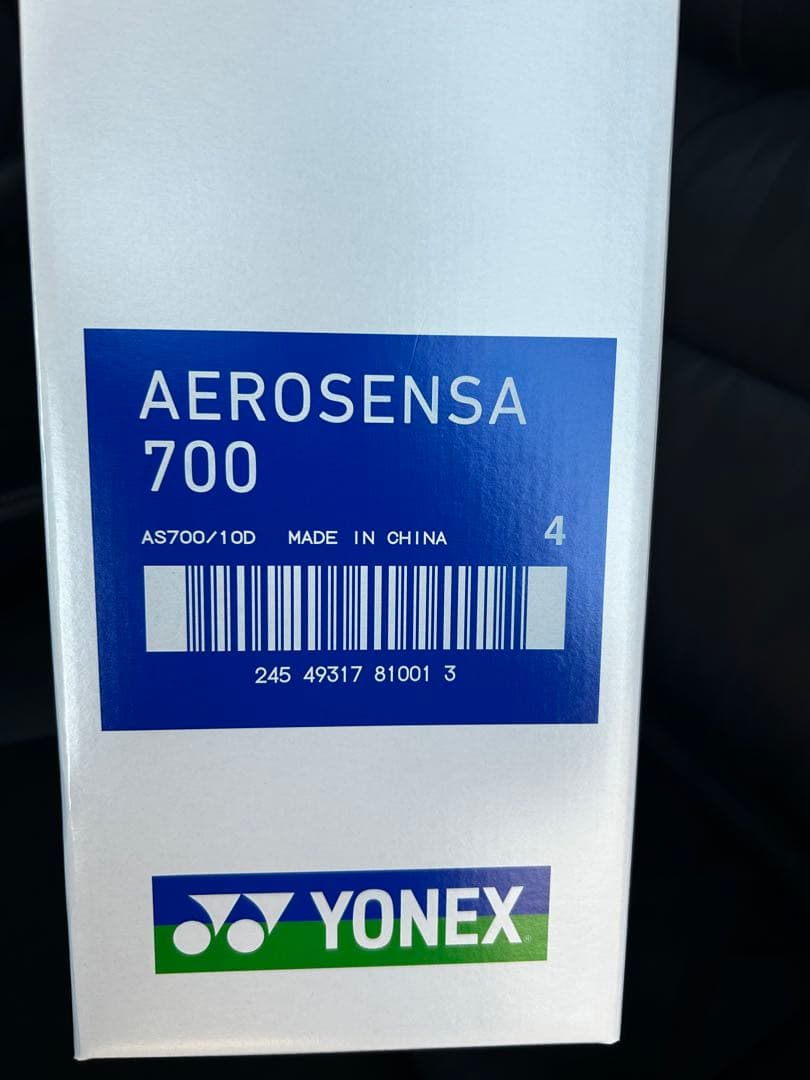 AEROSENSA
700
AS700/10D MADE IN CHINA 4
245 49317 81001 3
YONEX